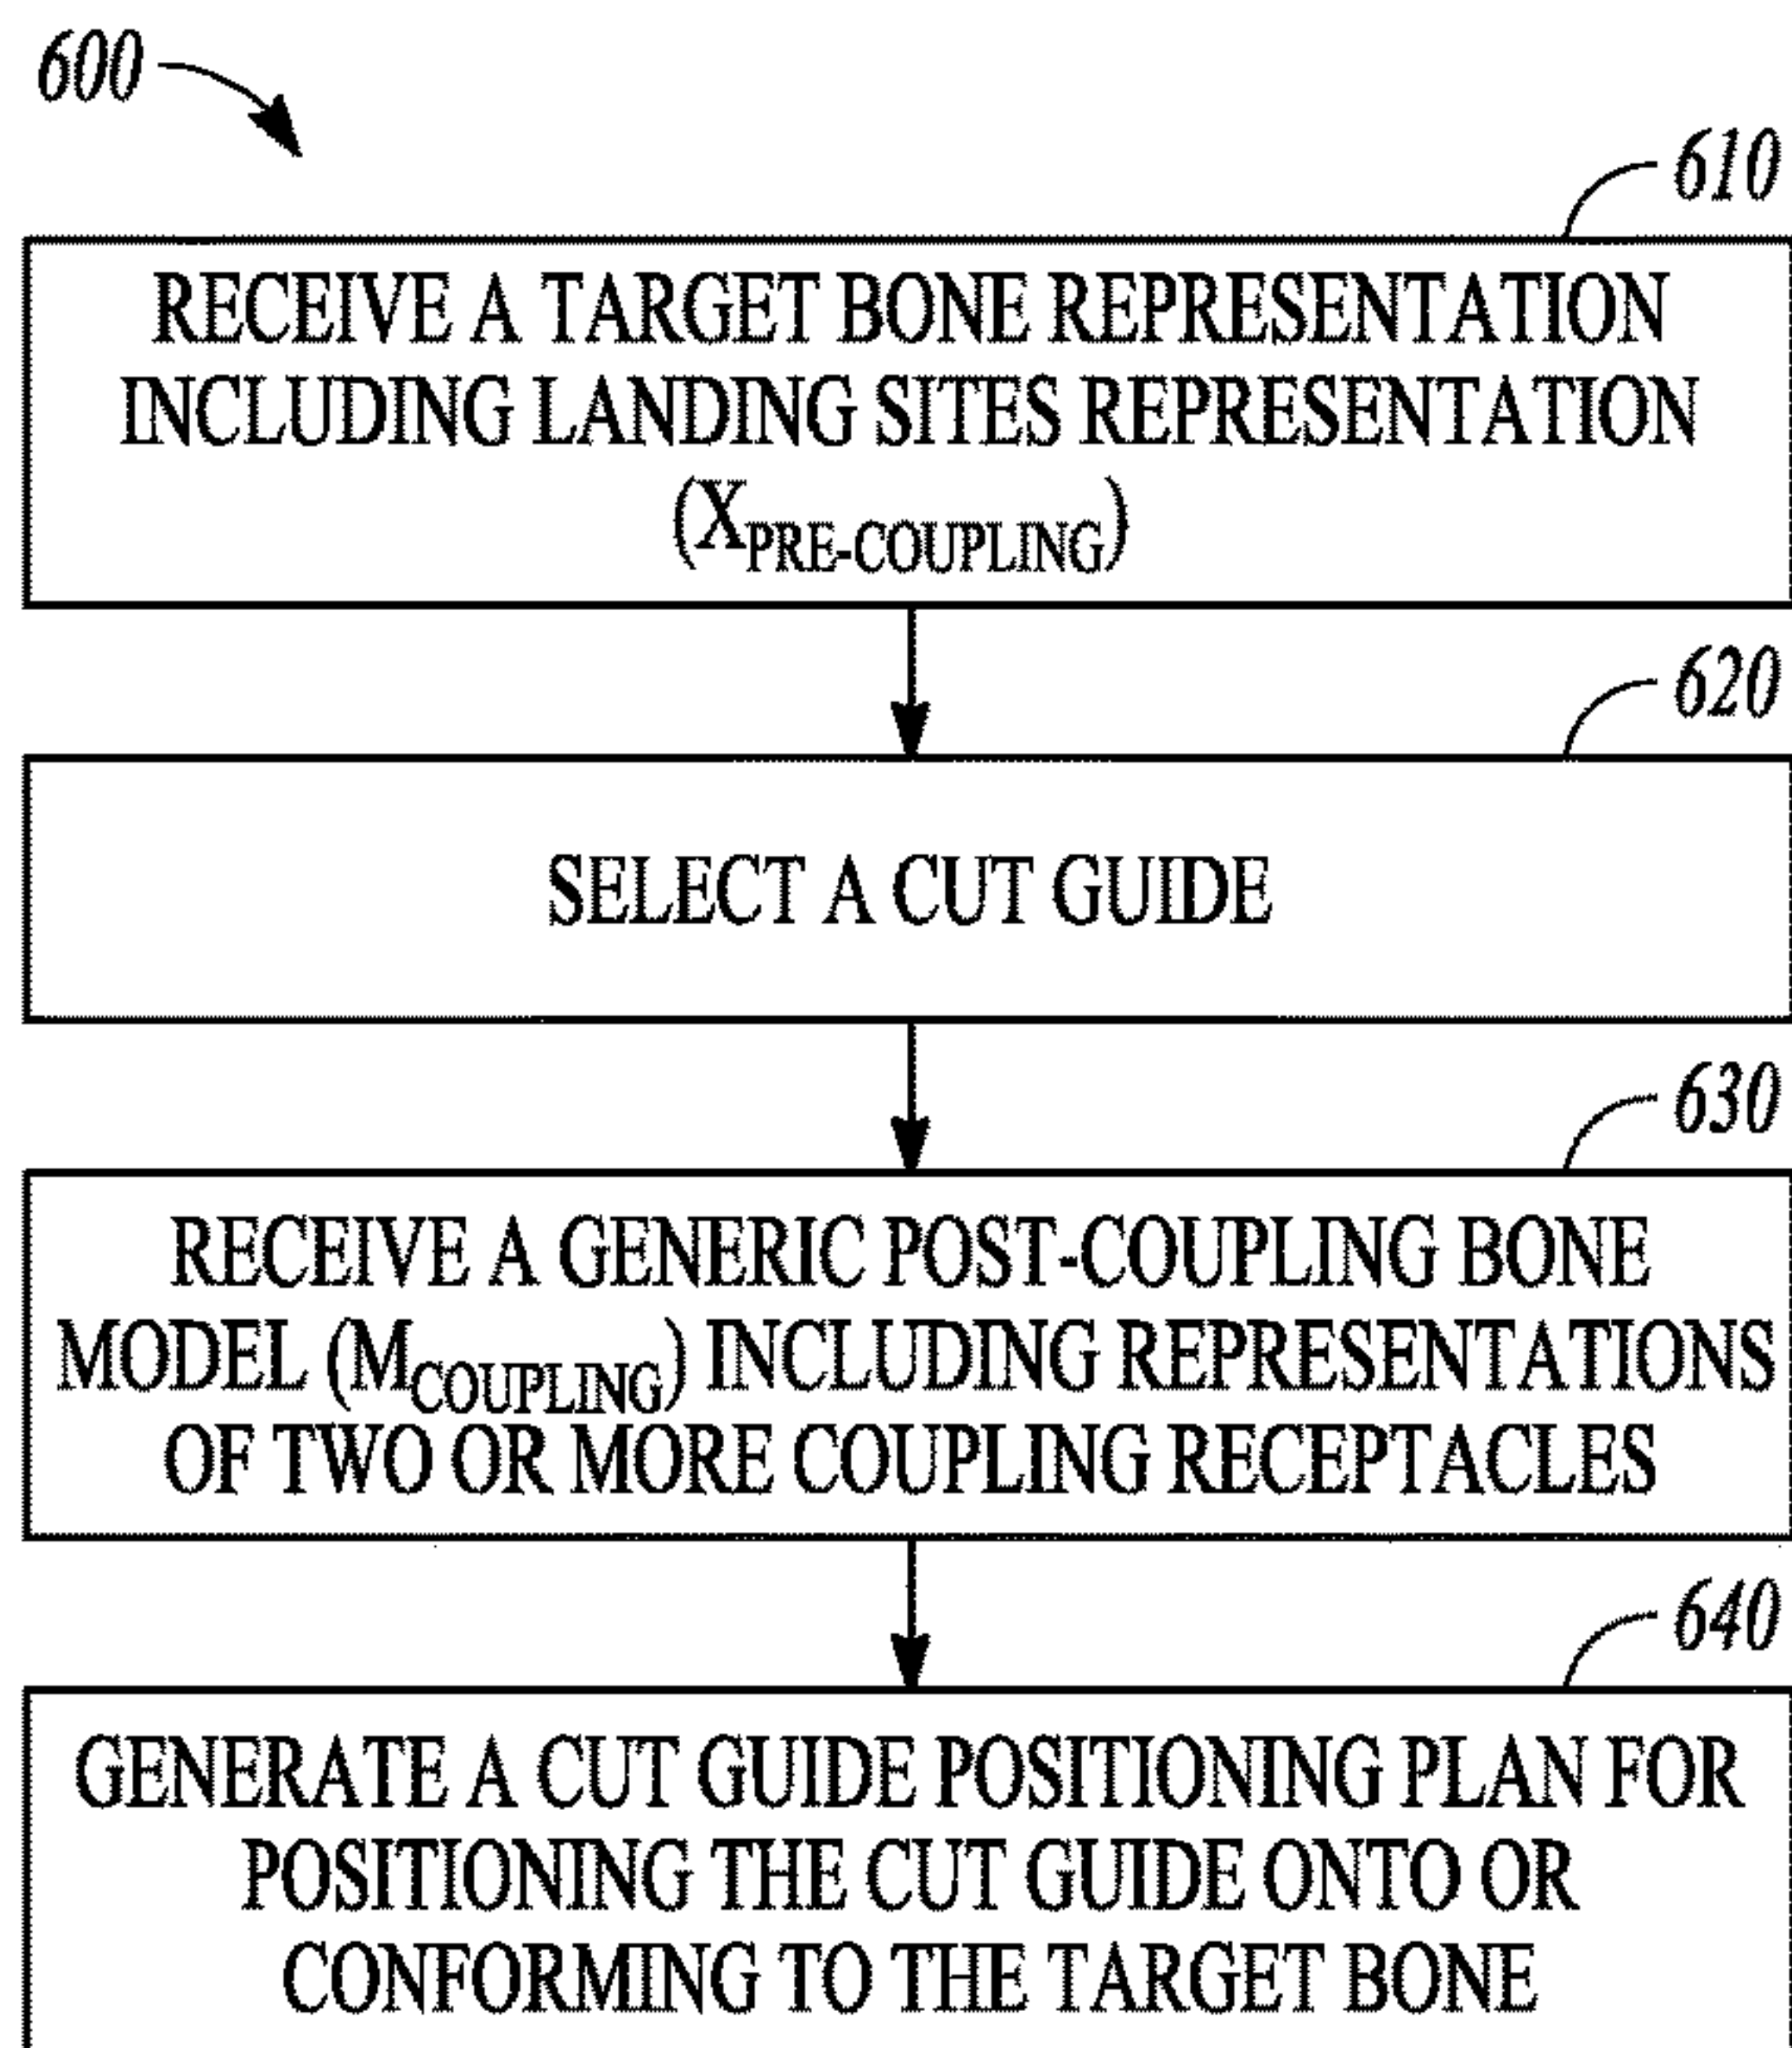 600
610
RECEIVE A TARGET BONE REPRESENTATION
INCLUDING LANDING SITES REPRESENTATION
(XPRE-COUPLING)
620
SELECT A CUT GUIDE
630
RECEIVE A GENERIC POST-COUPLING BONE
MODEL (MCOUPLING) INCLUDING REPRESENTATIONS
OF TWO OR MORE COUPLING RECEPTACLES
640
GENERATE A CUT GUIDE POSITIONING PLAN FOR
POSITIONING THE CUT GUIDE ONTO OR
CONFORMING TO THE TARGET BONE